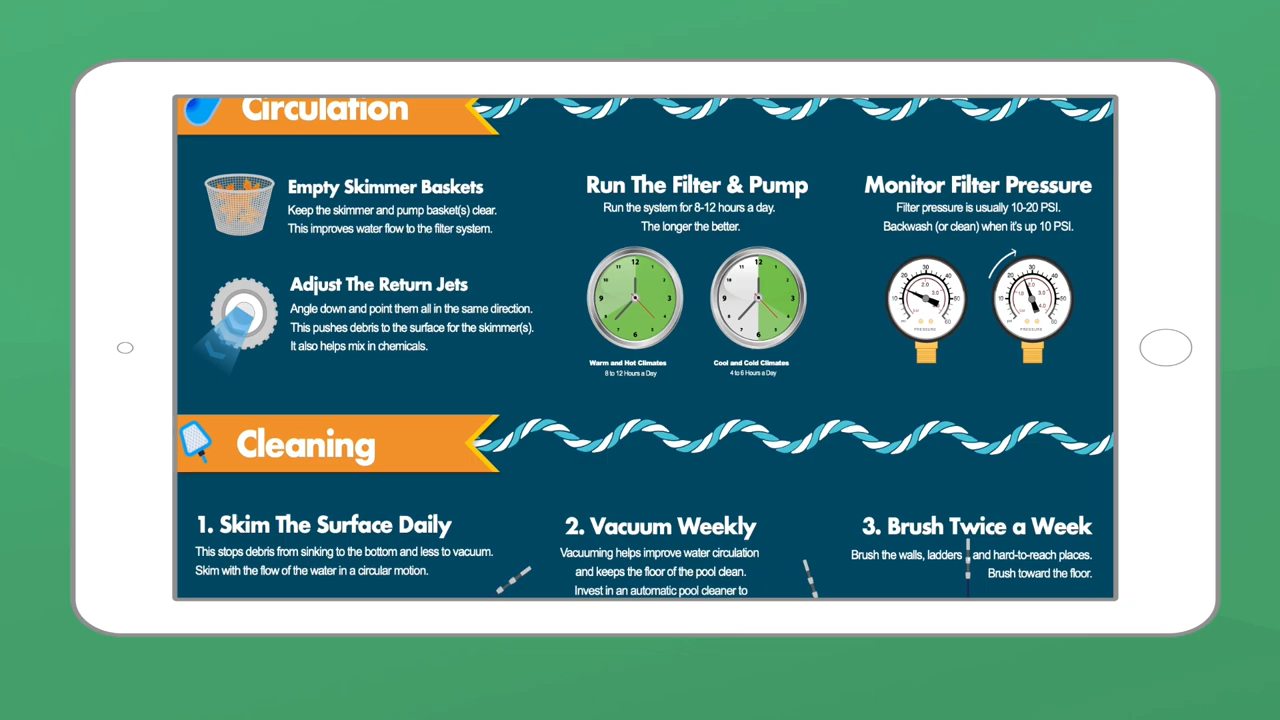 Circulation
Empty Skimmer Baskets
Keep the skimmer and pump basket(s) clear.
This improves water flow to the filter system.
Adjust The Return Jets
Angle down and point them all in the same direction.
This pushes debris to the surface for the skimmer(s).
It also helps mix in chemicals.
Run The Filter & Pump
Run the system for 8-12 hours a day.
The longer the better.
Warm and Hot Climates
8 to 12 Hours a Day
Cool and Cold Climates
4 to 6 Hours a Day
Monitor Filter Pressure
Filter pressure is usually 10-20 PSI.
Backwash (or clean) when it's up 10 PSI.
PRESSURE
PRESSURE
Cleaning
1. Skim The Surface Daily
This stops debris from sinking to the bottom and less to vacuum.
Skim with the flow of the water in a circular motion.
2. Vacuum Weekly
Vacuuming helps improve water circulation
and keeps the floor of the pool clean.
Invest in an automatic pool cleaner to
3. Brush Twice a Week
Brush the walls, ladders and hard-to-reach places.
Brush toward the floor.